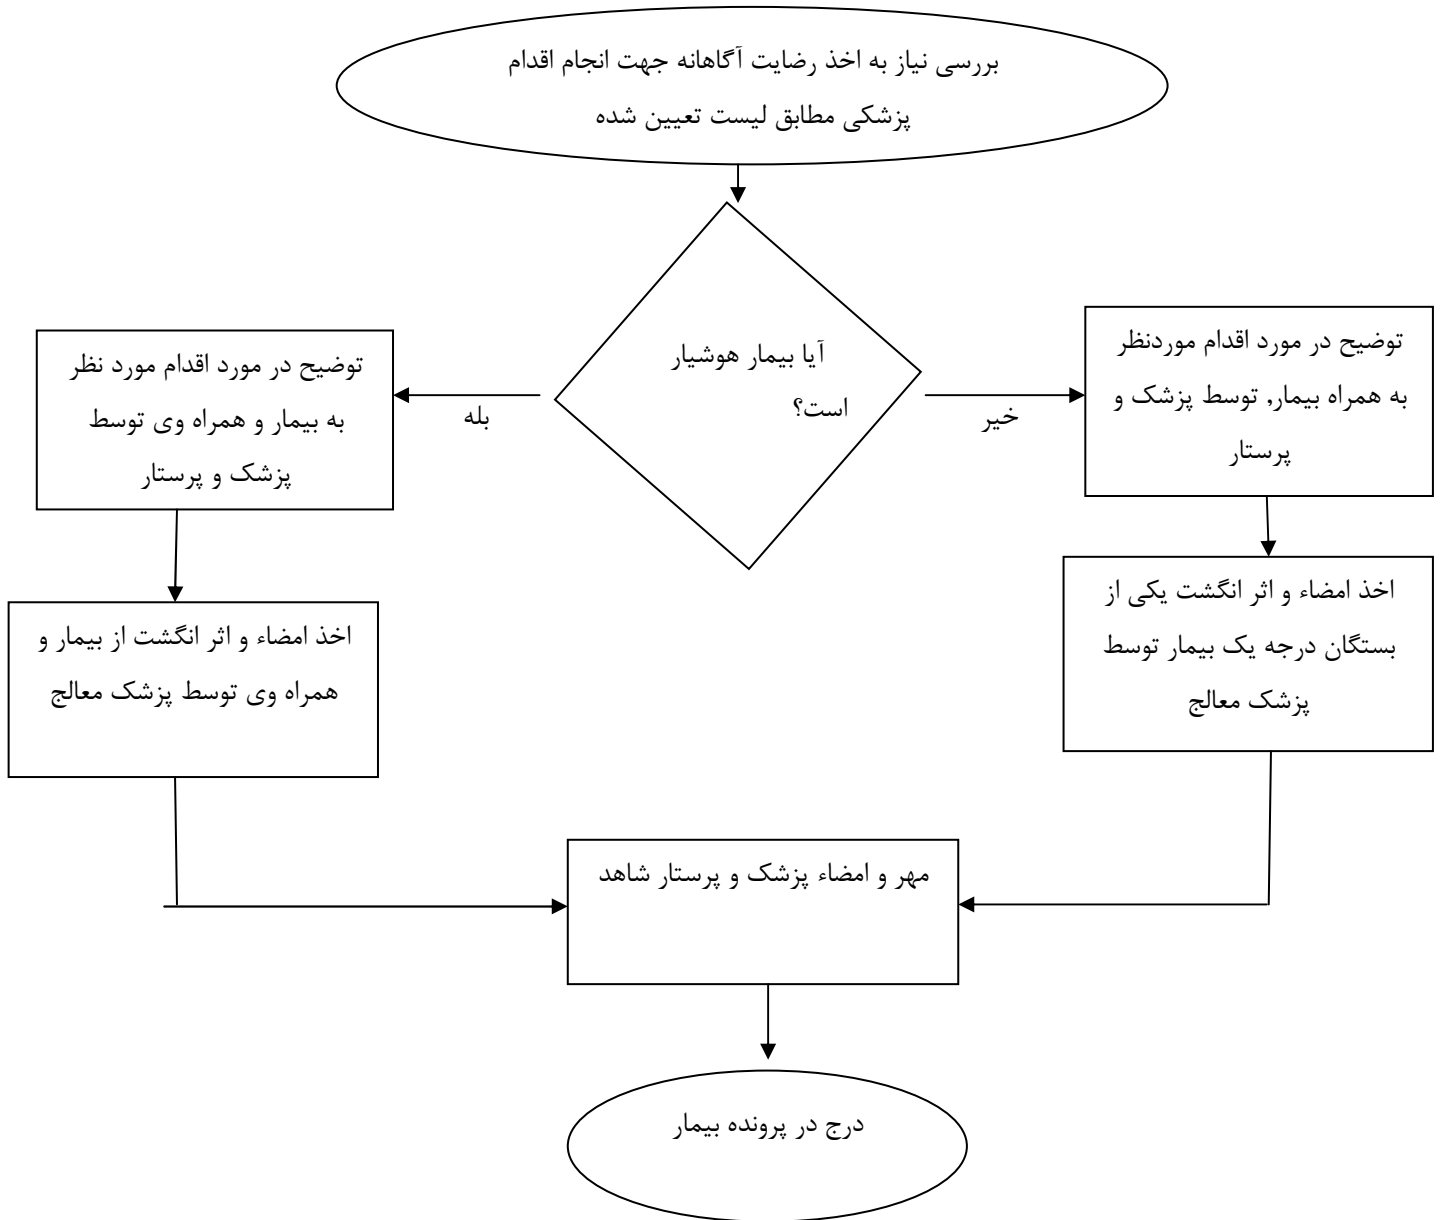 بررسی نیاز به اخذ رضایت آگاهانه جهت انجام اقدام
پزشکی مطابق لیست تعیین شده
آیا بیمار هوشیار
است؟
خیر
بله
توضیح در مورد اقدام موردنظر
به همراه بیمار, توسط پزشک و
پرستار
توضیح در مورد اقدام مورد نظر
به بیمار و همراه وی توسط
پزشک و پرستار
اخذ امضاء و اثر انگشت یکی از
بستگان درجه یک بیمار توسط
پزشک معالج
اخذ امضاء و اثر انگشت از بیمار و
همراه وی توسط پزشک معالج
مهر و امضاء پزشک و پرستار شاهد
درج در پرونده بیمار